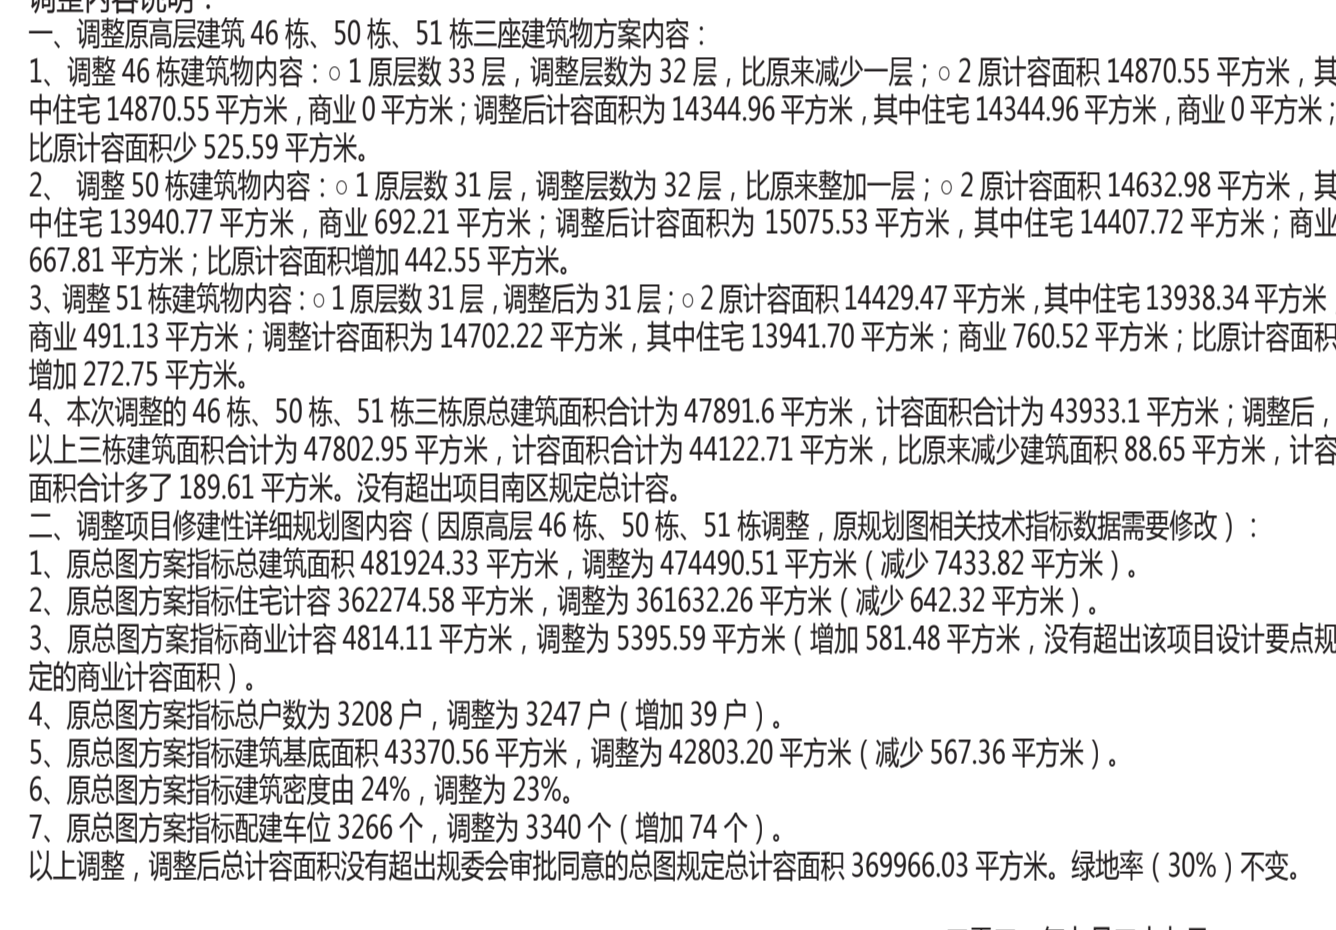 调整内容说明：
一、调整原高层建筑 46 栋、50 栋、51 栋三座建筑物方案内容：
1、调整 46 栋建筑物内容：○ 1 原层数 33 层，调整层数为 32 层，比原来减少一层；○ 2 原计容面积 14870.55 平方米，其
中住宅 14870.55 平方米，商业 0 平方米；调整后计容面积为 14344.96 平方米，其中住宅 14344.96 平方米，商业 0 平方米；
比原计容面积少 525.59 平方米。
2、 调整 50 栋建筑物内容：○ 1 原层数 31 层，调整层数为 32 层，比原来整加一层；○ 2 原计容面积 14632.98 平方米，其
中住宅 13940.77 平方米，商业 692.21 平方米；调整后计容面积为 15075.53 平方米，其中住宅 14407.72 平方米；商业
667.81 平方米；比原计容面积增加 442.55 平方米。
3、调整 51 栋建筑物内容：○ 1 原层数 31 层，调整后为 31 层；○ 2 原计容面积 14429.47 平方米，其中住宅 13938.34 平方米
商业 491.13 平方米；调整计容面积为 14702.22 平方米，其中住宅 13941.70 平方米；商业 760.52 平方米；比原计容面积
增加 272.75 平方米。
4、本次调整的 46 栋、50 栋、51 栋三栋原总建筑面积合计为 47891.6 平方米，计容面积合计为 43933.1 平方米；调整后，
以上三栋建筑面积合计为 47802.95 平方米，计容面积合计为 44122.71 平方米，比原来减少建筑面积 88.65 平方米，计容
面积合计多了 189.61 平方米。没有超出项目南区规定总计容。
二、调整项目修建性详细规划图内容（因原高层 46 栋、50 栋、51 栋调整，原规划图相关技术指标数据需要修改）：
1、原总图方案指标总建筑面积 481924.33 平方米，调整为 474490.51 平方米（减少 7433.82 平方米）。
2、原总图方案指标住宅计容 362274.58 平方米，调整为 361632.26 平方米（减少 642.32 平方米）。
3、原总图方案指标商业计容 4814.11 平方米，调整为 5395.59 平方米（增加 581.48 平方米，没有超出该项目设计要点规
定的商业计容面积）。
4、原总图方案指标总户数为 3208 户，调整为 3247 户（增加 39 户）。
5、原总图方案指标建筑基底面积 43370.56 平方米，调整为 42803.20 平方米（减少 567.36 平方米）。
6、原总图方案指标建筑密度由 24%，调整为 23%。
7、原总图方案指标配建车位 3266 个，调整为 3340 个（增加 74 个）。
以上调整，调整后总计容面积没有超出规委会审批同意的总图规定总计容面积 369966.03 平方米。绿地率（30%）不变。